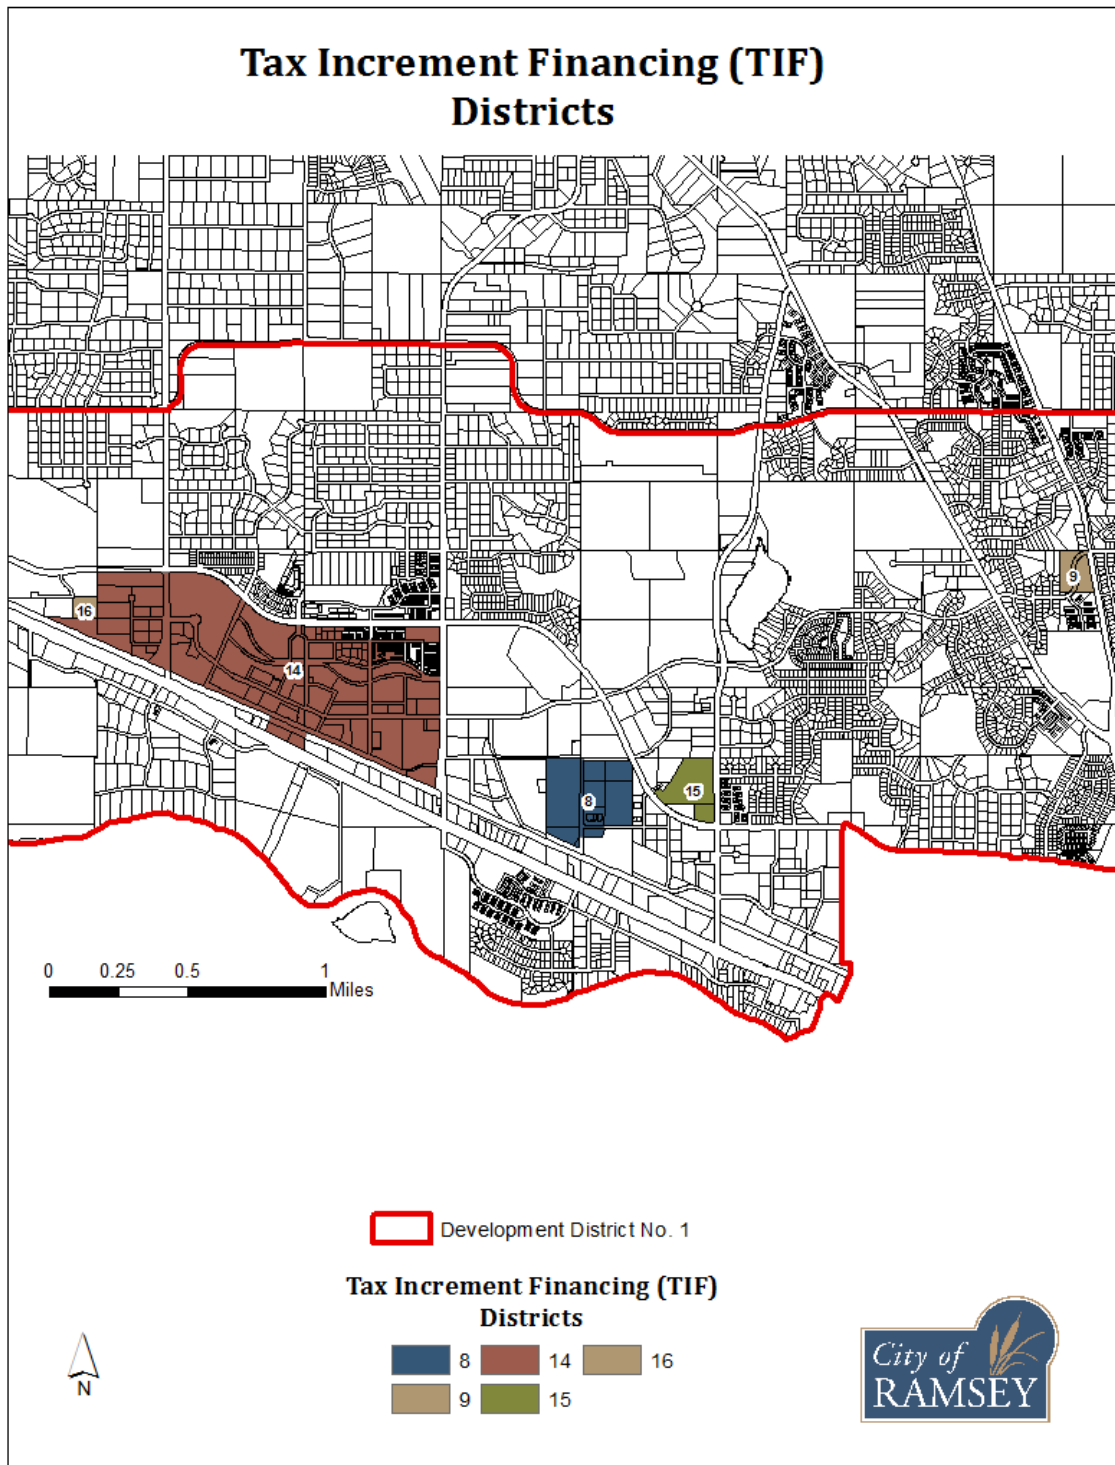 Tax Increment Financing (TIF)
Districts
9
16
14
8
15
0 0.25 0.5 1
Miles
Development District No. 1
Tax Increment Financing (TIF)
Districts
8 14 16
9 15
N
City of
RAMSEY